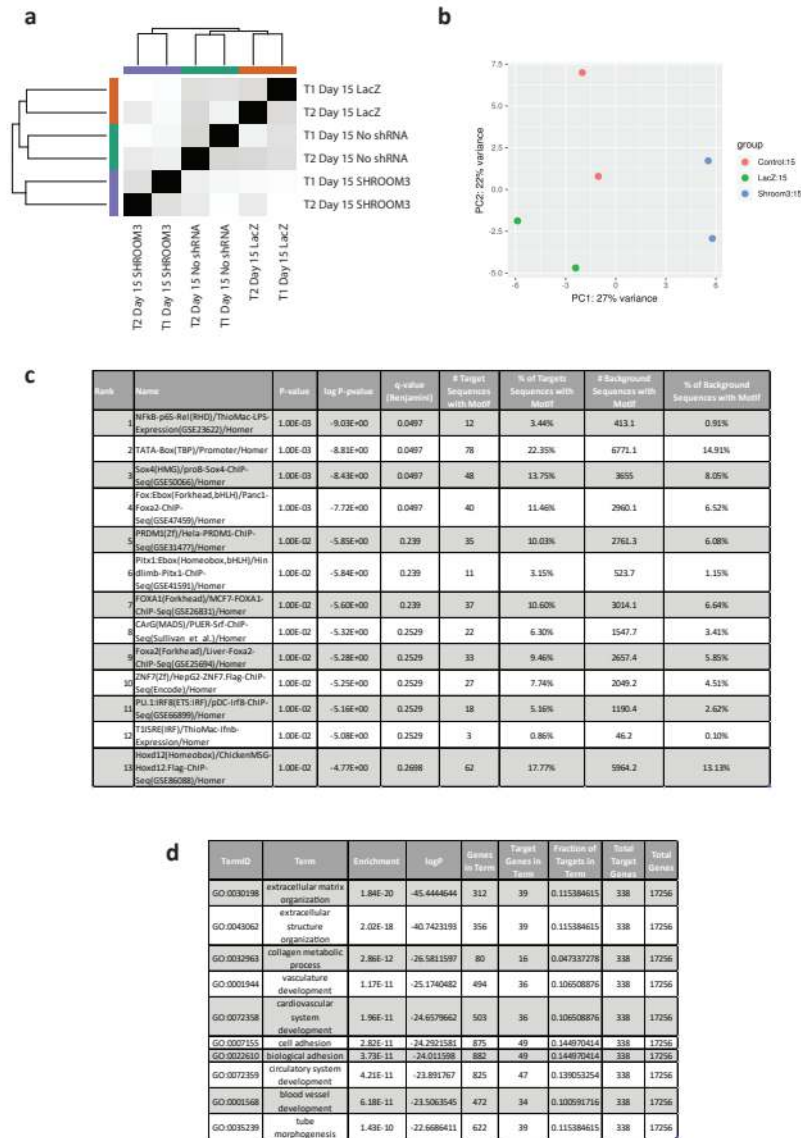 a
T1 Day 15 LacZ
T2 Day 15 LacZ
T1 Day 15 No shRNA
T2 Day 15 No shRNA
T1 Day 15 SHROOM3
T2 Day 15 SHROOM3
T2 Day 15 SHROOM3
T1 Day 15 SHROOM3
T2 Day 15 No shRNA
T1 Day 15 No shRNA
T2 Day 15 LacZ
T1 Day 15 LacZ
b
7.5
5.0
2.5
0.0
-2.5
-5.0
PC2: 22% variance
-6
-3
0
3
6
PC1: 27% variance
group
Control:15
LacZ:15
Shroom3:15
c
Rank Name P-value log P-pvalue q-value (Benjamini) # Target Sequences with Motif % of Targets Sequences with Motif # Background Sequences with Motif % of Background Sequences with Motif
1 NFkB-p65-Rel(RHD)/ThioMac-LPS-Expression(GSE23622)/Homer 1.00E-03 -9.03E+00 0.0497 12 3.44% 413.1 0.91%
2 TATA-Box(TBP)/Promoter/Homer 1.00E-03 -8.81E+00 0.0497 78 22.35% 6771.1 14.91%
3 Sox4(HMG)/proB-Sox4-ChIP-Seq(GSE50066)/Homer 1.00E-03 -8.43E+00 0.0497 48 13.75% 3655 8.05%
4 Fox:Ebox(Forkhead,bHLH)/Panc1-Foxa2-ChIP-Seq(GSE47459)/Homer 1.00E-03 -7.72E+00 0.0497 40 11.46% 2960.1 6.52%
5 PRDM1(Zf)/Hela-PRDM1-ChIP-Seq(GSE31477)/Homer 1.00E-02 -5.85E+00 0.239 35 10.03% 2761.3 6.08%
6 Pitx1:Ebox(Homeobox,bHLH)/Hindlimb-Pitx1-ChIP-Seq(GSE41591)/Homer 1.00E-02 -5.84E+00 0.239 11 3.15% 523.7 1.15%
7 FOXA1(Forkhead)/MCF7-FOXA1-ChIP-Seq(GSE26831)/Homer 1.00E-02 -5.60E+00 0.239 37 10.60% 3014.1 6.64%
8 CArG(MADS)/PUER-Srf-ChIP-Seq(Sullivan_et_al.)/Homer 1.00E-02 -5.32E+00 0.2529 22 6.30% 1547.7 3.41%
9 Foxa2(Forkhead)/Liver-Foxa2-ChIP-Seq(GSE25694)/Homer 1.00E-02 -5.28E+00 0.2529 33 9.46% 2657.4 5.85%
10 ZNF7(Zf)/HepG2-ZNF7.Flag-ChIP-Seq(Encode)/Homer 1.00E-02 -5.25E+00 0.2529 27 7.74% 2049.2 4.51%
11 PU.1:IRF8(ETS:IRF)/pDC-Irf8-ChIP-Seq(GSE66899)/Homer 1.00E-02 -5.16E+00 0.2529 18 5.16% 1190.4 2.62%
12 T1ISRE(IRF)/ThioMac-Ifnb-Expression/Homer 1.00E-02 -5.08E+00 0.2529 3 0.86% 46.2 0.10%
13 Hoxd12(Homeobox)/ChickenMSG-Hoxd12.Flag-ChIP-Seq(GSE86088)/Homer 1.00E-02 -4.77E+00 0.2698 62 17.77% 5964.2 13.13%
d
TermID Term Enrichment logP Genes in Term Target Genes in Term Fraction of Targets in Term Total Target Genes Total Genes
GO:0030198 extracellular matrix organization 1.84E-20 -45.4444644 312 39 0.115384615 338 17256
GO:0043062 extracellular structure organization 2.02E-18 -40.7423193 356 39 0.115384615 338 17256
GO:0032963 collagen metabolic process 2.86E-12 -26.5811597 80 16 0.047337278 338 17256
GO:0001944 vasculature development 1.17E-11 -25.1740482 494 36 0.106508876 338 17256
GO:0072358 cardiovascular system development 1.96E-11 -24.6579662 503 36 0.106508876 338 17256
GO:0007155 cell adhesion 2.82E-11 -24.2921581 875 49 0.144970414 338 17256
GO:0022610 biological adhesion 3.73E-11 -24.011598 882 49 0.144970414 338 17256
GO:0072359 circulatory system development 4.21E-11 -23.891767 825 47 0.139053254 338 17256
GO:0001568 blood vessel development 6.18E-11 -23.5063545 472 34 0.100591716 338 17256
GO:0035239 tube morphogenesis 1.43E-10 -22.6686411 622 39 0.115384615 338 17256